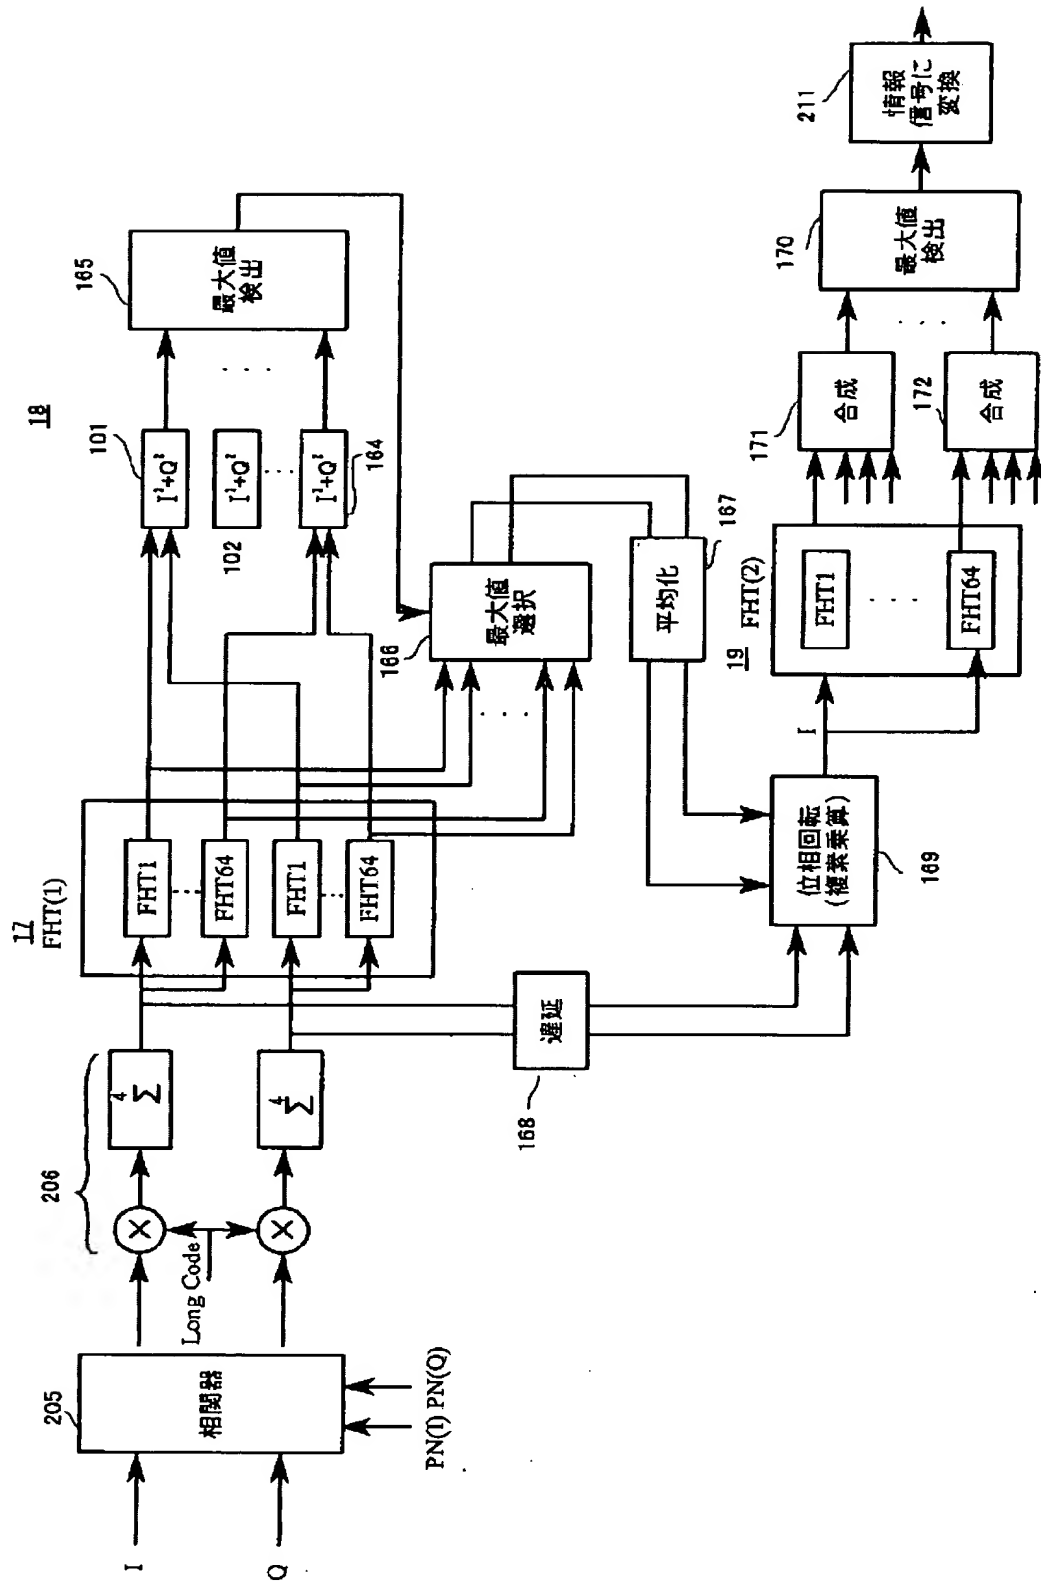 I
Q
205
相関器
PN(I) PN(Q)
Long Code
206
4
Σ
4
Σ
17
FHT(1)
FHT1
FHT64
FHT1
FHT64
18
101
I²+Q²
I²+Q²
102
I²+Q²
164
165
最大値
検出
166
最大値
選択
167
平均化
168
遅延
169
位相回転
(複素乗算)
I
19
FHT(2)
FHT1
FHT64
171
合成
172
合成
170
最大値
検出
211
情報
信号に
変換